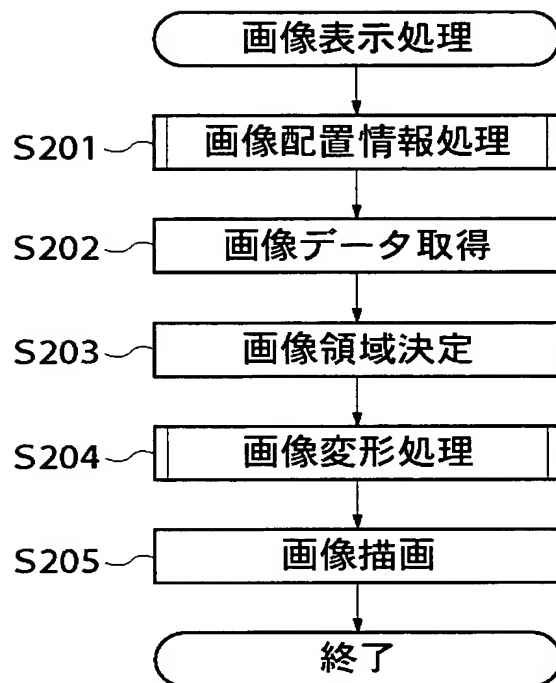 画像表示処理
S201 画像配置情報処理
S202 画像データ取得
S203 画像領域決定
S204 画像変形処理
S205 画像描画
終了